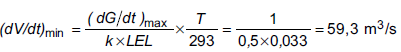 (dV/dt)min = ( dG/dt )max / k×LEL × T / 293 = 1 / 0,5×0,033 = 59,3 m³/s